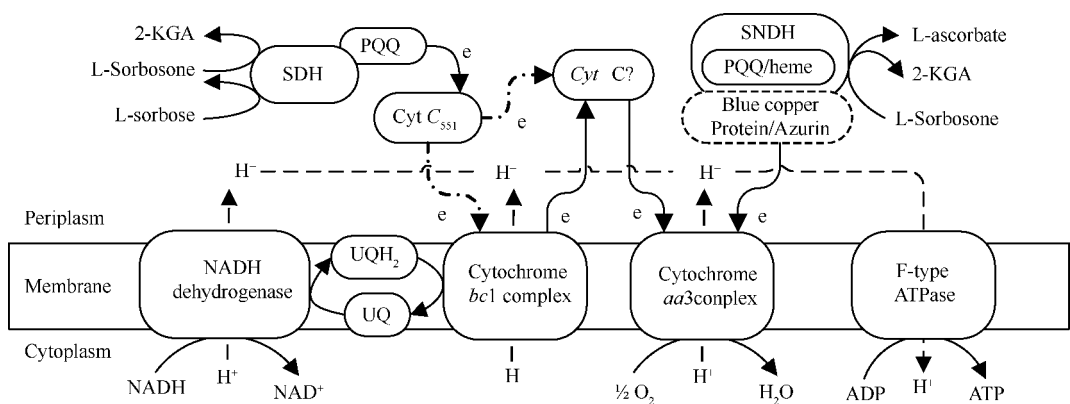 2-KGA
PQQ
e
L-Sorbosone
SDH
L-sorbose
Cyt C551
e
Cyt C?
SNDH
PQQ/heme
Blue copper
Protein/Azurin
L-ascorbate
2-KGA
L-Sorbosone
H–
H–
H–
Periplasm
e
e
e
e
Membrane
NADH
dehydrogenase
UQH2
UQ
Cytochrome
bc1 complex
Cytochrome
aa3conplex
F-type
ATPase
Cytoplasm
NADH
H+
NAD+
H
½ O2
H+
H2O
ADP
H+
ATP